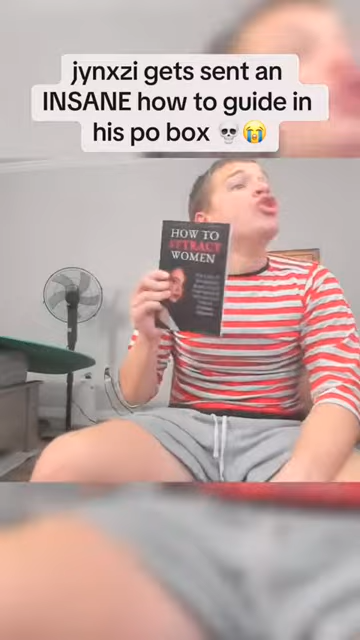 jynxzi gets sent an
INSANE how to guide in
his po box 💀😭
HOW TO
ATTRACT
WOMEN